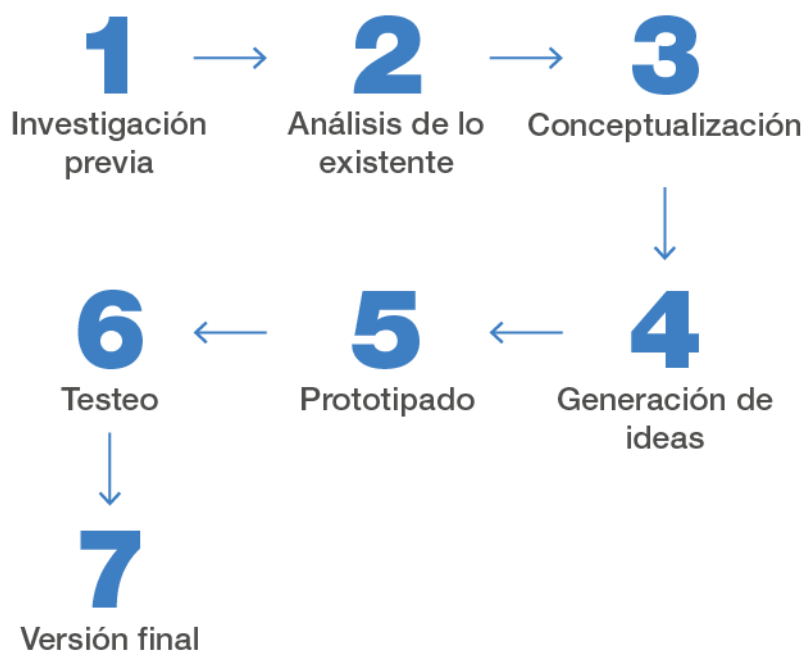 1
Investigación
previa
2
Análisis de lo
existente
3
Conceptualización
4
Generación de
ideas
5
Prototipado
6
Testeo
7
Versión final